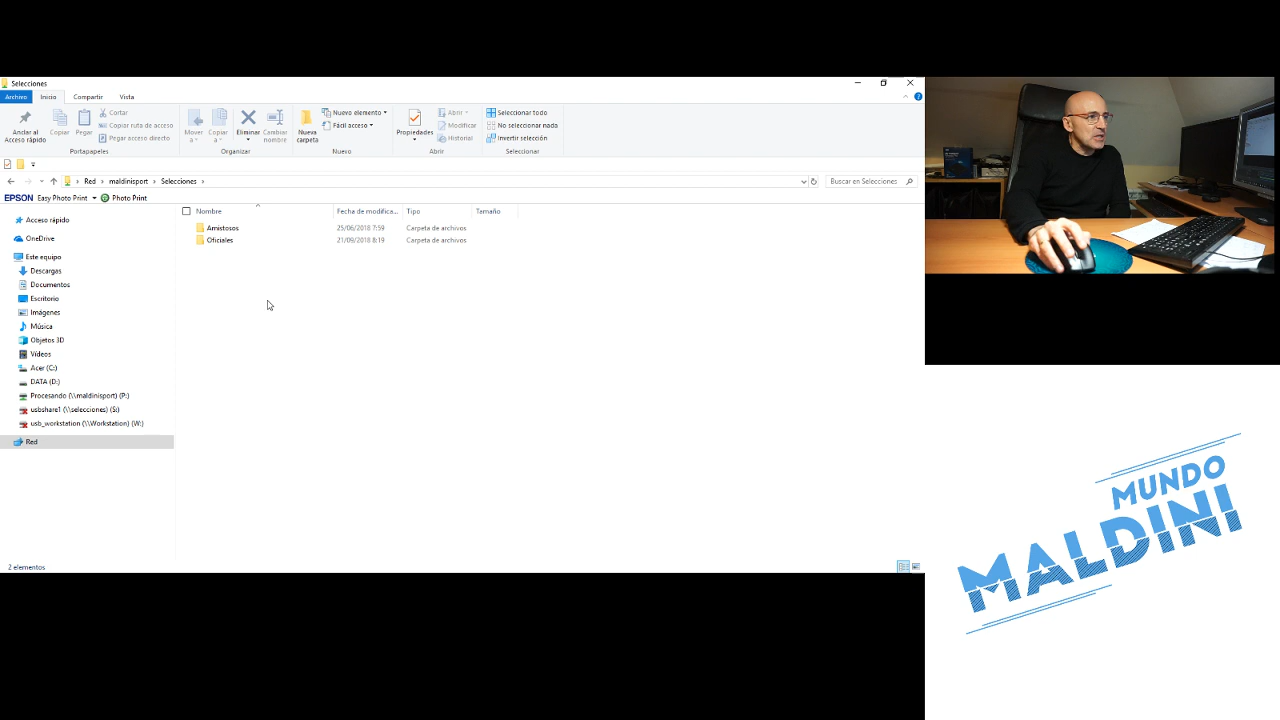 Selecciones
Archivo Inicio Compartir Vista
Anclar al Acceso rápido
Copiar
Pegar
Cortar
Copiar ruta de acceso
Pegar acceso directo
Portapapeles
Mover a
Copiar a
Eliminar
Cambiar nombre
Organizar
Nueva carpeta
Nuevo elemento
Fácil acceso
Nuevo
Propiedades
Abrir
Modificar
Historial
Abrir
Seleccionar todo
No seleccionar nada
Invertir selección
Seleccionar
Red > maldinisport > Selecciones >
Buscar en Selecciones
EPSON Easy Photo Print Photo Print
Acceso rápido
OneDrive
Este equipo
Descargas
Documentos
Escritorio
Imágenes
Música
Objetos 3D
Vídeos
Acer (C:)
DATA (D:)
Procesando (\\maldinisport) (P:)
usbshare1 (\\selecciones) (S:)
usb_workstation (\\Workstation) (W:)
Red
Nombre Fecha de modifica... Tipo Tamaño
Amistosos 25/06/2018 7:59 Carpeta de archivos
Oficiales 21/09/2018 8:19 Carpeta de archivos
2 elementos
MUNDO
MALDINI